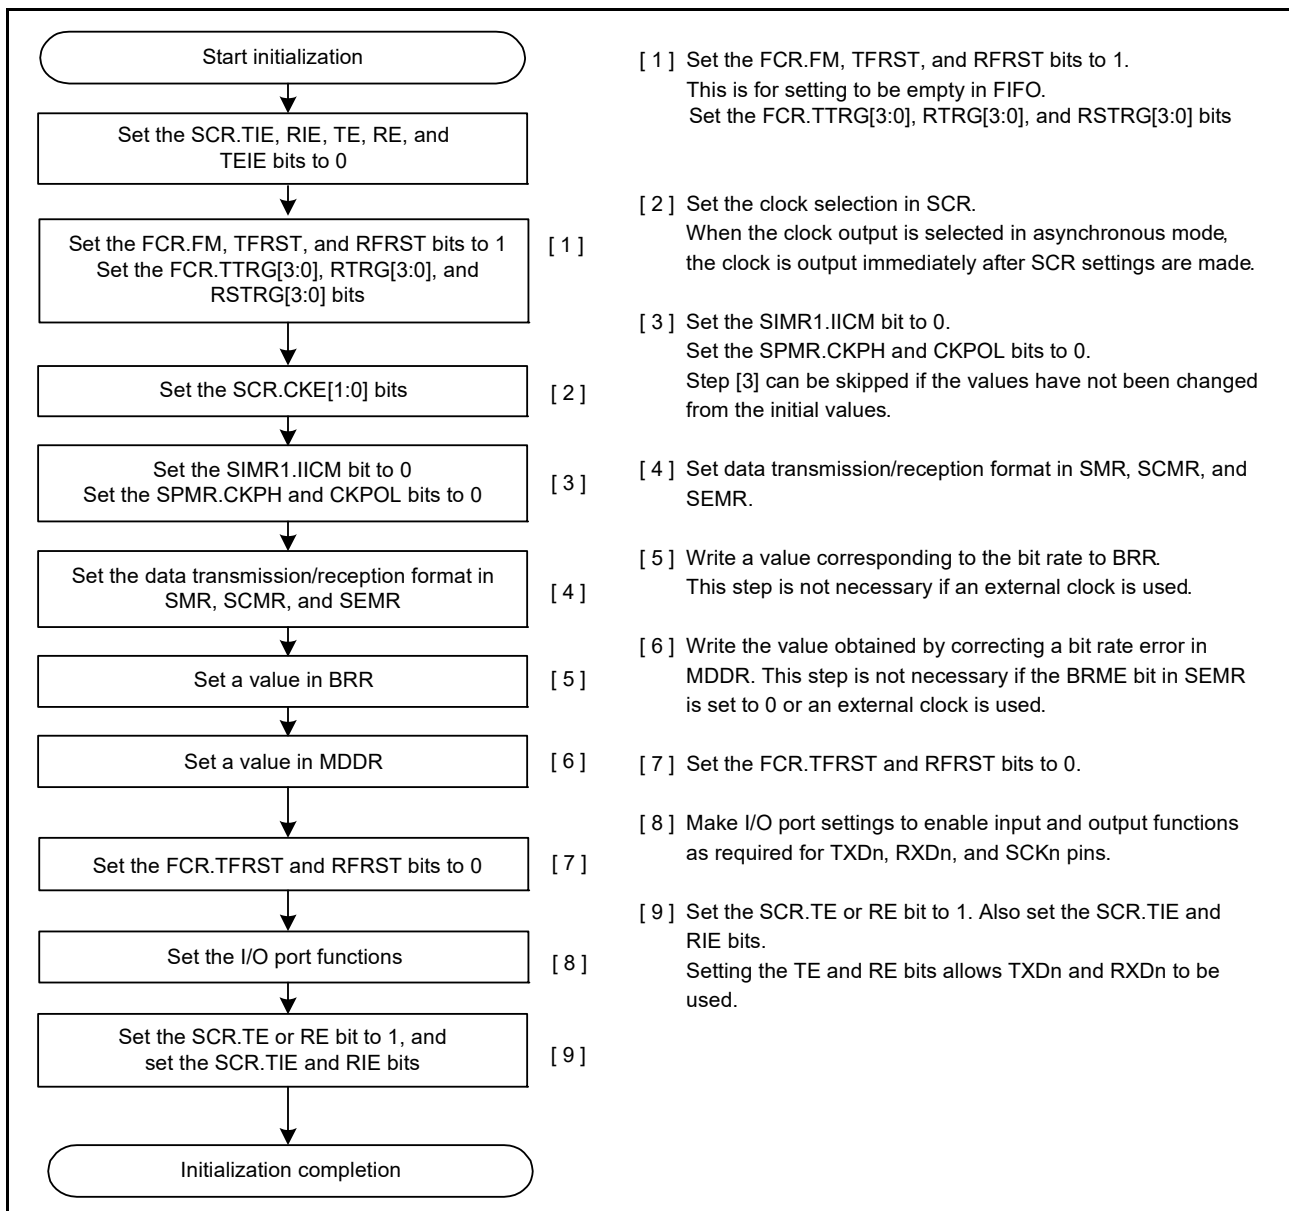 Start initialization
Set the SCR.TIE, RIE, TE, RE, and
TEIE bits to 0
Set the FCR.FM, TFRST, and RFRST bits to 1
Set the FCR.TTRG[3:0], RTRG[3:0], and
RSTRG[3:0] bits
[ 1 ]
Set the SCR.CKE[1:0] bits
[ 2 ]
Set the SIMR1.IICM bit to 0
Set the SPMR.CKPH and CKPOL bits to 0
[ 3 ]
Set the data transmission/reception format in
SMR, SCMR, and SEMR
[ 4 ]
Set a value in BRR
[ 5 ]
Set a value in MDDR
[ 6 ]
Set the FCR.TFRST and RFRST bits to 0
[ 7 ]
Set the I/O port functions
[ 8 ]
Set the SCR.TE or RE bit to 1, and
set the SCR.TIE and RIE bits
[ 9 ]
Initialization completion
[ 1 ] Set the FCR.FM, TFRST, and RFRST bits to 1.
This is for setting to be empty in FIFO.
Set the FCR.TTRG[3:0], RTRG[3:0], and RSTRG[3:0] bits
[ 2 ] Set the clock selection in SCR.
When the clock output is selected in asynchronous mode,
the clock is output immediately after SCR settings are made.
[ 3 ] Set the SIMR1.IICM bit to 0.
Set the SPMR.CKPH and CKPOL bits to 0.
Step [3] can be skipped if the values have not been changed
from the initial values.
[ 4 ] Set data transmission/reception format in SMR, SCMR, and
SEMR.
[ 5 ] Write a value corresponding to the bit rate to BRR.
This step is not necessary if an external clock is used.
[ 6 ] Write the value obtained by correcting a bit rate error in
MDDR. This step is not necessary if the BRME bit in SEMR
is set to 0 or an external clock is used.
[ 7 ] Set the FCR.TFRST and RFRST bits to 0.
[ 8 ] Make I/O port settings to enable input and output functions
as required for TXDn, RXDn, and SCKn pins.
[ 9 ] Set the SCR.TE or RE bit to 1. Also set the SCR.TIE and
RIE bits.
Setting the TE and RE bits allows TXDn and RXDn to be
used.